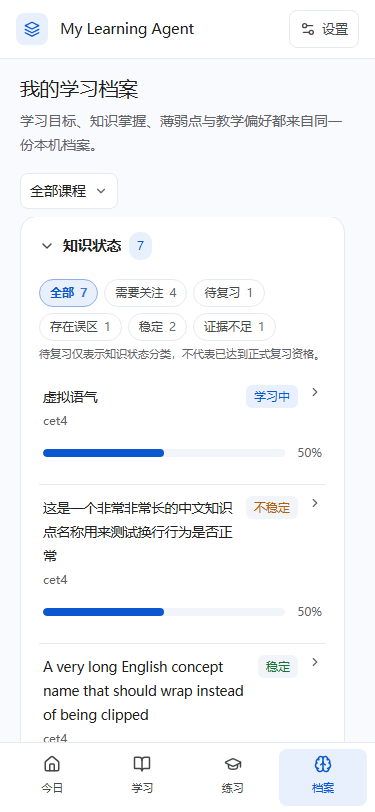 My Learning Agent
设置
我的学习档案
学习目标、知识掌握、薄弱点与教学偏好都来自同一
份本机档案。
全部课程
知识状态 7
全部 7 需要关注 4 待复习 1
存在误区 1 稳定 2 证据不足 1
待复习仅表示知识状态分类，不代表已达到正式复习资格。
虚拟语气 学习中
cet4
50%
这是一个非常非常长的中文知识 不稳定
点名称用来测试换行行为是否正
常
cet4
50%
A very long English concept 稳定
name that should wrap instead
of being clipped
cet4
今日 学习 练习 档案